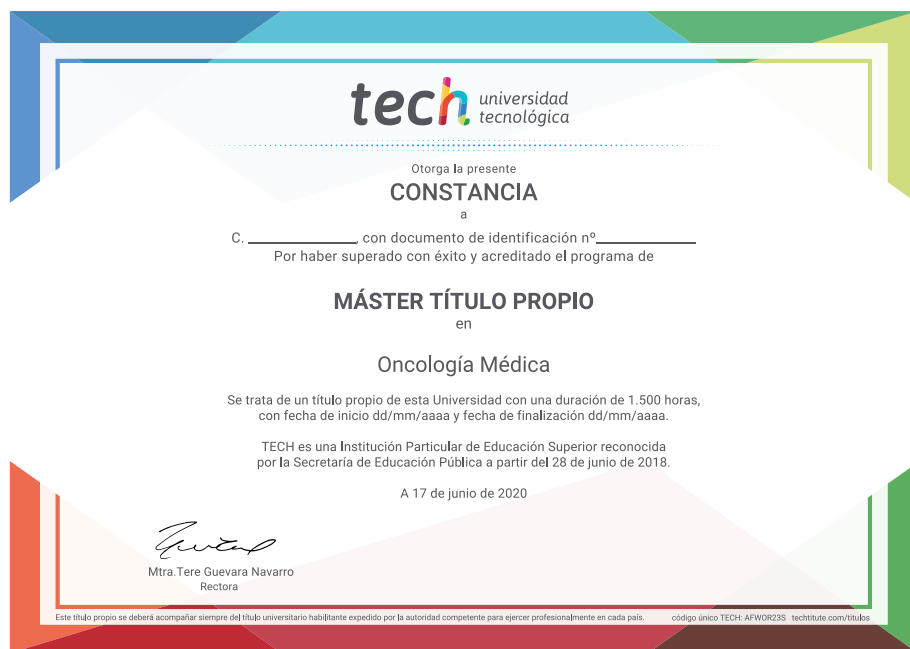 tech universidad
tecnológica
Otorga la presente
CONSTANCIA
a
C. ____________, con documento de identificación nº___________
Por haber superado con éxito y acreditado el programa de
MÁSTER TÍTULO PROPIO
en
Oncología Médica
Se trata de un título propio de esta Universidad con una duración de 1.500 horas,
con fecha de inicio dd/mm/aaaa y fecha de finalización dd/mm/aaaa.
TECH es una Institución Particular de Educación Superior reconocida
por la Secretaría de Educación Pública a partir del 28 de junio de 2018.
A 17 de junio de 2020
Mtra.Tere Guevara Navarro
Rectora
Este título propio se deberá acompañar siempre del título universitario habilitante expedido por la autoridad competente para ejercer profesionalmente en cada país. código único TECH: AFWOR23S techtitute.com/titulos